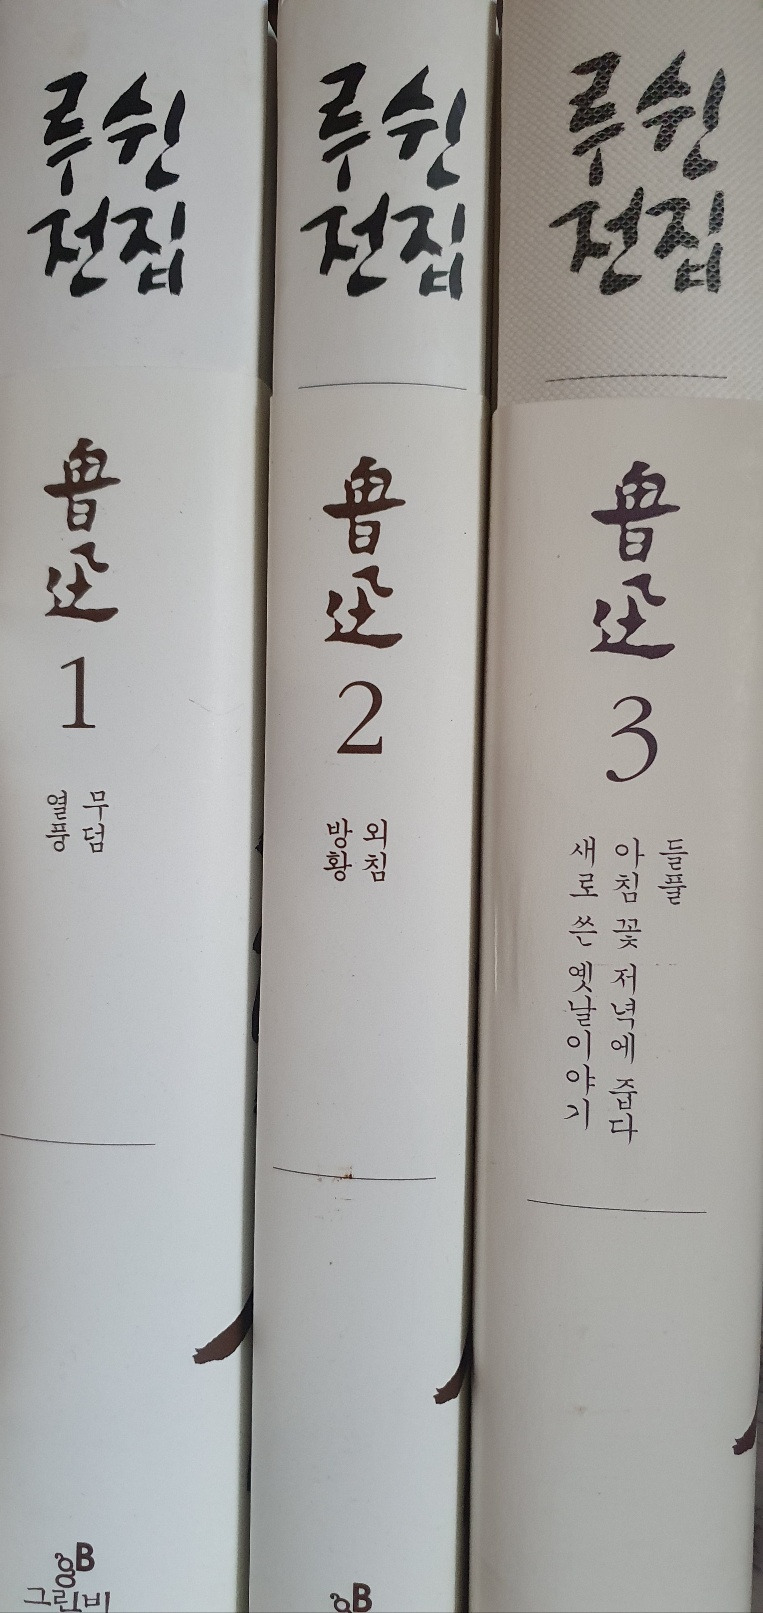 루쉰
전집
魯迅
1
무덤
열풍
gB
그린비
루쉰
전집
魯迅
2
외침
방황
gB
루쉰
전집
魯迅
3
들풀
아침 꽃 저녁에 줍다
새로 쓴 옛날이야기